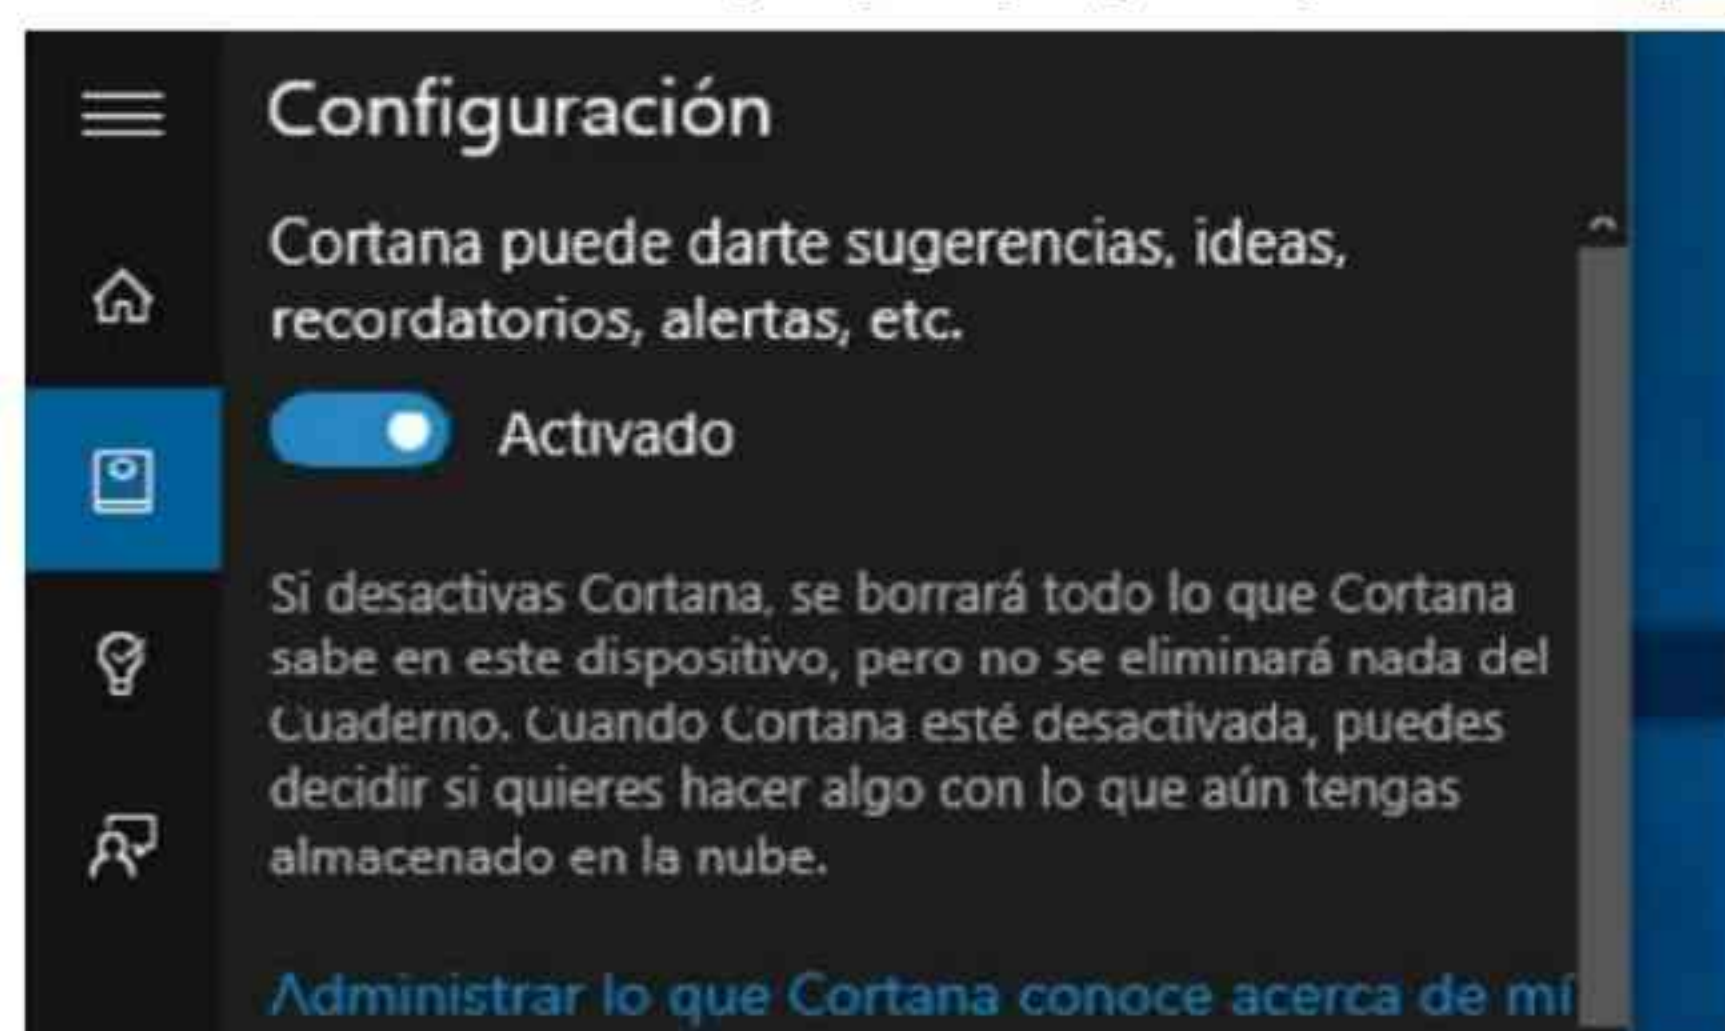 Configuración
Cortana puede darte sugerencias, ideas,
recordatorios, alertas, etc.
Activado
Si desactivas Cortana, se borrará todo lo que Cortana
sabe en este dispositivo, pero no se eliminará nada del
Cuaderno. Cuando Cortana esté desactivada, puedes
decidir si quieres hacer algo con lo que aún tengas
almacenado en la nube.
Administrar lo que Cortana conoce acerca de mí